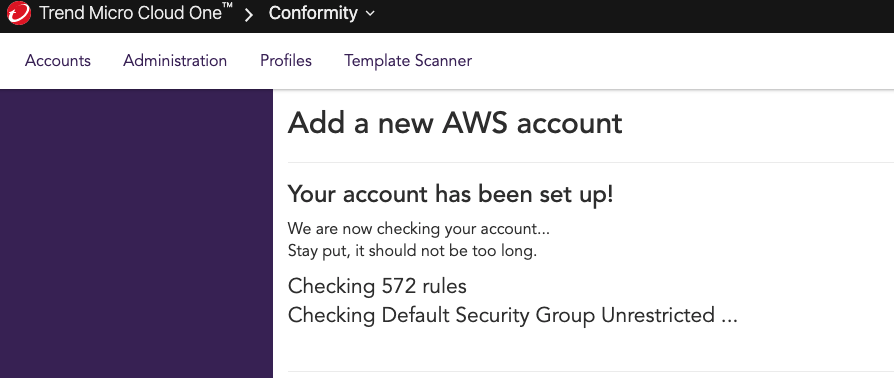 Trend Micro Cloud One™ > Conformity
Accounts Administration Profiles Template Scanner
Add a new AWS account
Your account has been set up!
We are now checking your account...
Stay put, it should not be too long.
Checking 572 rules
Checking Default Security Group Unrestricted ...